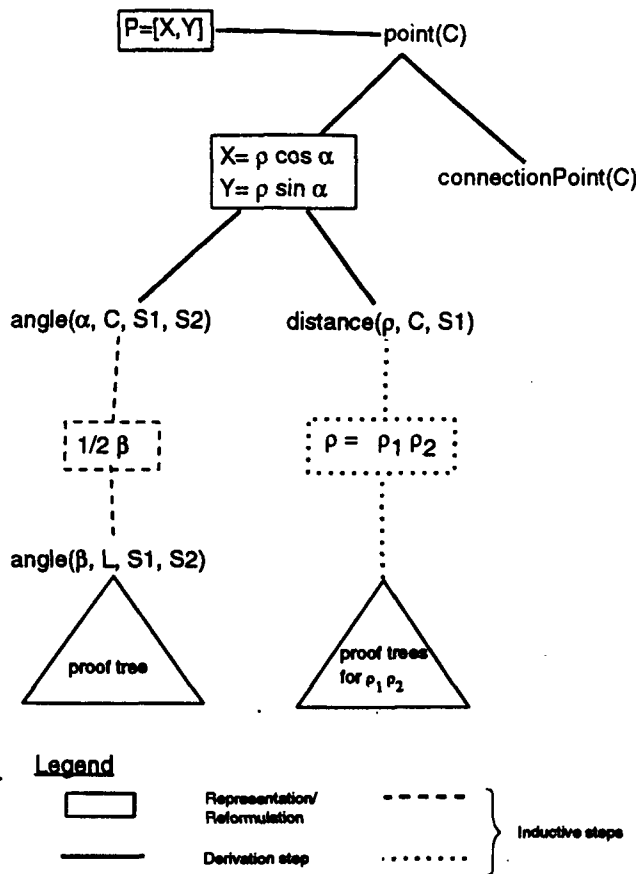 P=[X,Y]
point(C)
X= ρ cos α
Y= ρ sin α
connectionPoint(C)
angle(α, C, S1, S2)
distance(ρ, C, S1)
1/2 β
ρ = ρ1 ρ2
angle(β, L, S1, S2)
proof tree
proof trees
for ρ1 ρ2
Legend
Representation/
Reformulation
Inductive steps
Derivation step